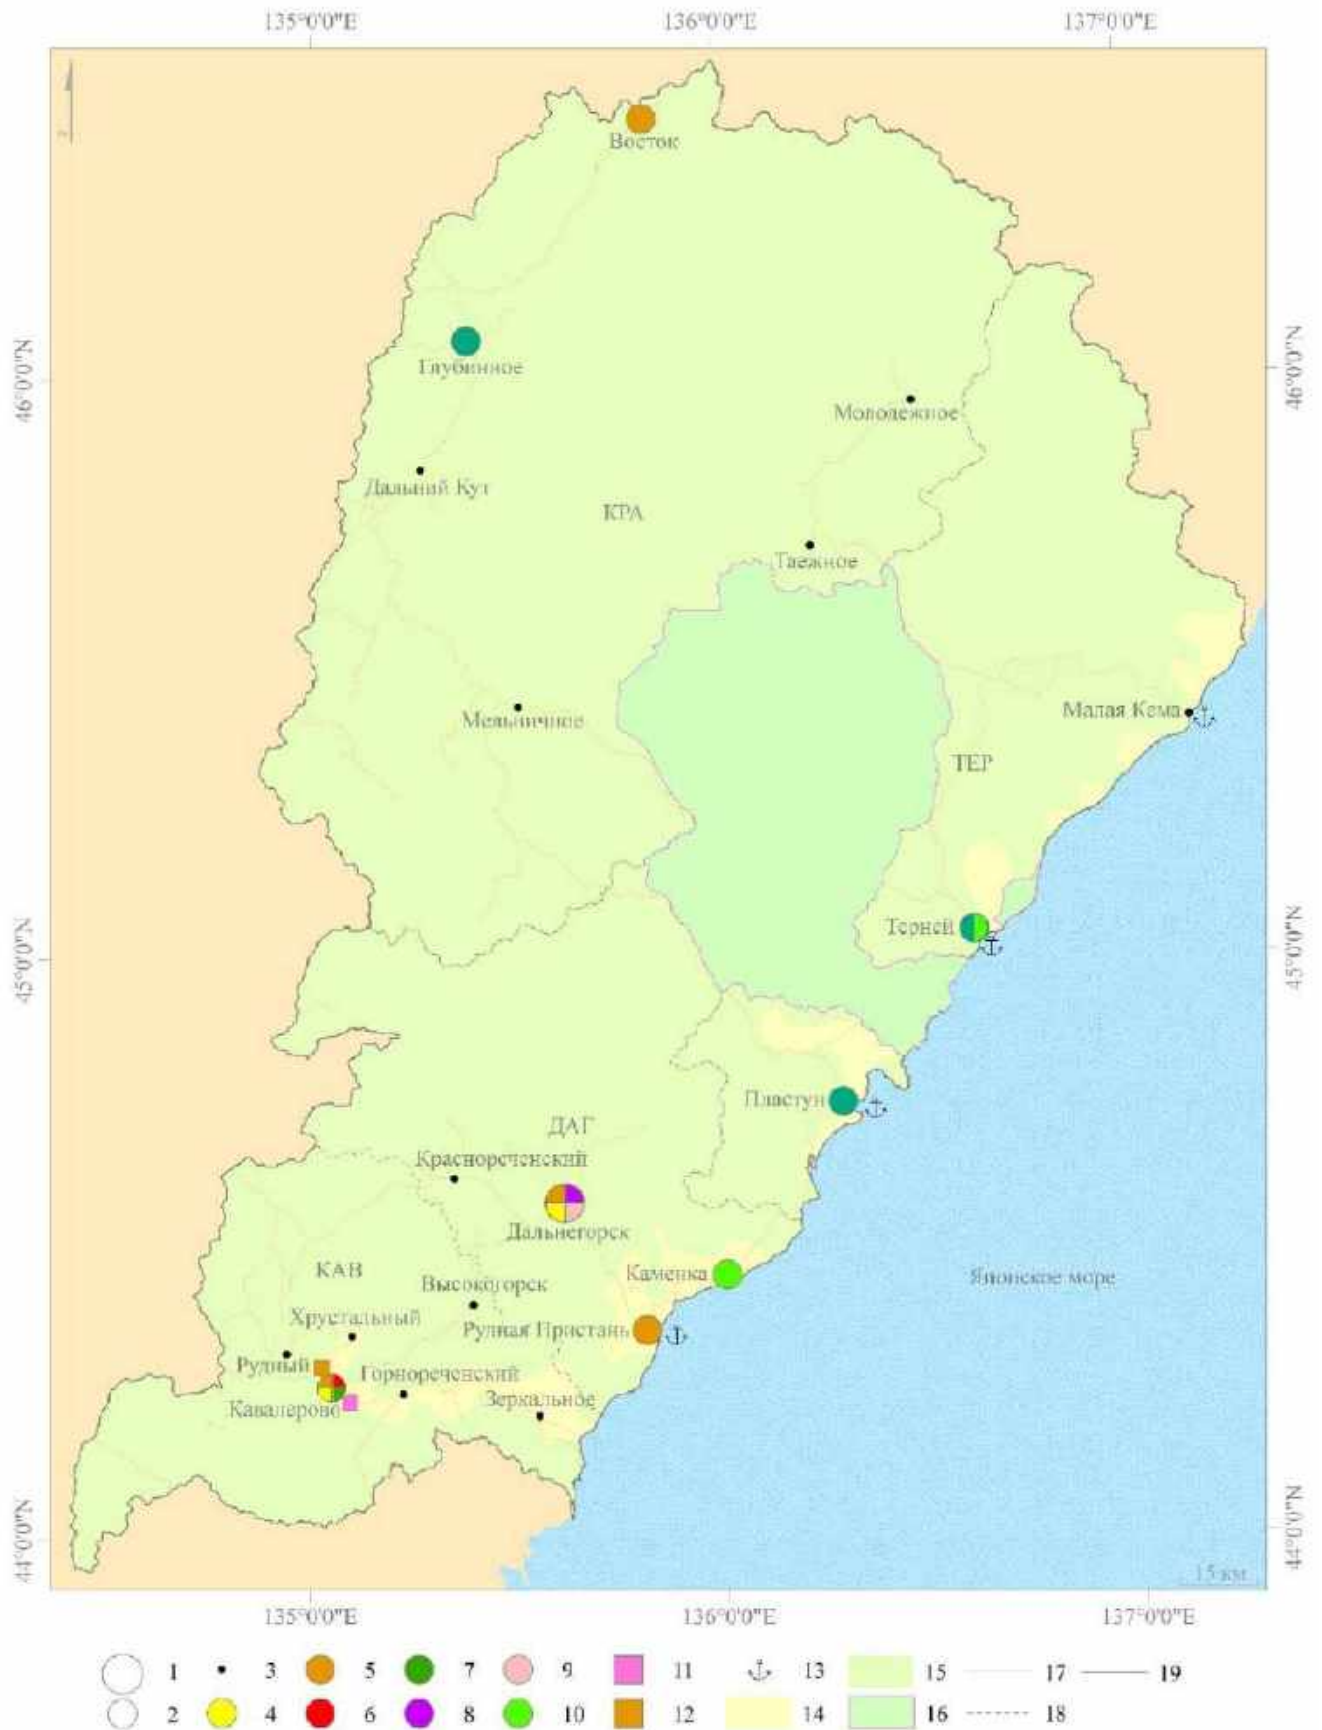 135°0'0"E 136°0'0"E 137°0'0"E
Восток
46°0'0"N
46°0'0"N
Глубинное
Молодежное
Дальний Кут
КРА
Таежное
Мельничное
Малая Кема
ТЕР
45°0'0"N
45°0'0"N
Терней
Пластун
ДАГ
Краснореченский
Дальнегорск
КАВ
Каменка
Японское море
Высокогорск
Хрустальный
Рудная Пристань
Рудный
Горнореченский
Кавалерово
Зеркальное
44°0'0"N
44°0'0"N
15 км
135°0'0"E 136°0'0"E 137°0'0"E
1 3 5 7 9 11 13 15 17 19
2 4 6 8 10 12 14 16 18